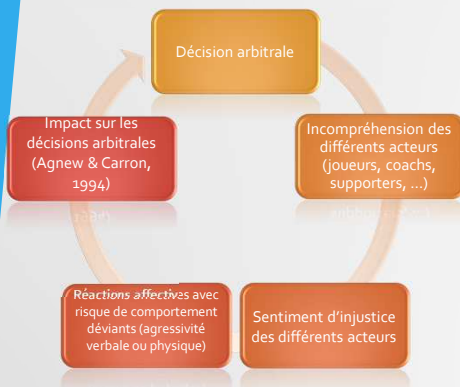 Décision arbitrale
Incompréhension des
différents acteurs
(joueurs, coachs,
supporters, ...)
Sentiment d'injustice
des différents acteurs
Réactions affectives avec
risque de comportement
déviants (agressivité
verbale ou physique)
Impact sur les
décisions arbitrales
(Agnew & Carron,
1994)